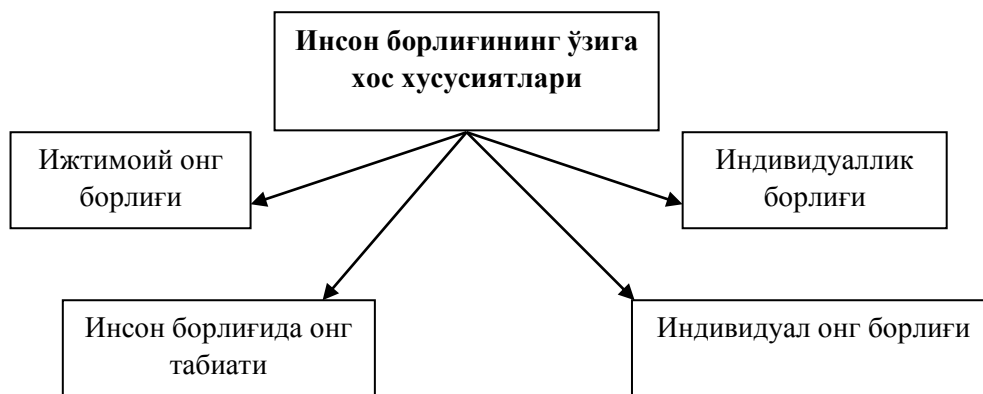 Инсон борлиғининг ўзига
хос хусусиятлари
Ижтимоий онг
борлиғи
Индивидуаллик
борлиғи
Инсон борлиғида онг
табиати
Индивидуал онг борлиғи